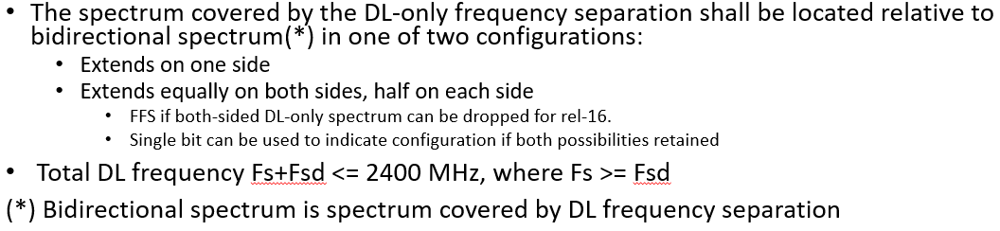 • The spectrum covered by the DL-only frequency separation shall be located relative to
bidirectional spectrum(*) in one of two configurations:
• Extends on one side
• Extends equally on both sides, half on each side
• FFS if both-sided DL-only spectrum can be dropped for rel-16.
• Single bit can be used to indicate configuration if both possibilities retained
• Total DL frequency Fs+Fsd <= 2400 MHz, where Fs >= Fsd
(*) Bidirectional spectrum is spectrum covered by DL frequency separation